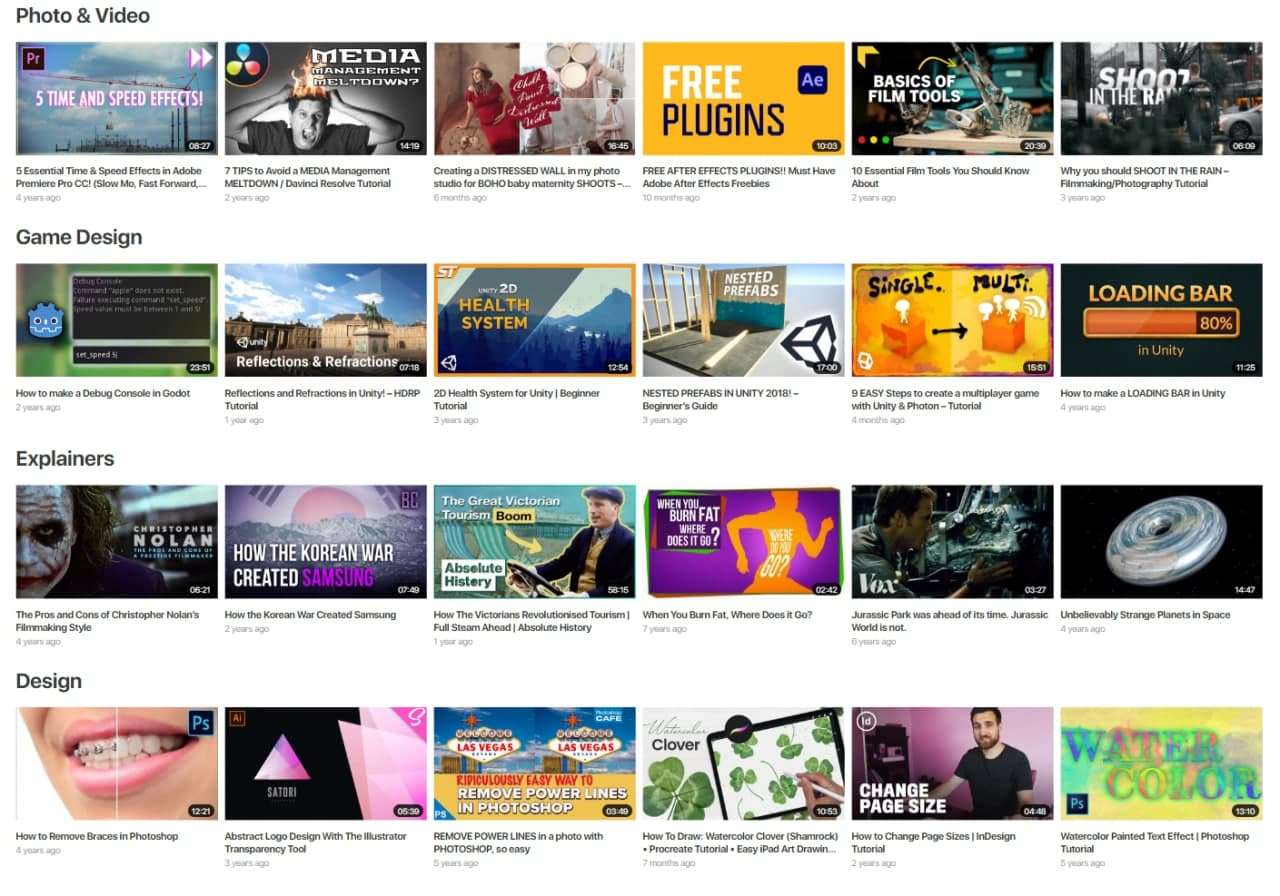 Photo & Video
Pr
5 TIME AND SPEED EFFECTS!
08:27
MEDIA
MANAGEMENT
MELTDOWN?
14:19
Chalk
Paint
Distressed
Wall
16:45
FREE
PLUGINS
Ae
10:03
BASICS OF
FILM TOOLS
20:39
SHOOT
IN THE RAIN
06:09
5 Essential Time & Speed Effects in Adobe
Premiere Pro CC! (Slow Mo, Fast Forward,...
4 years ago
7 TIPS to Avoid a MEDIA Management
MELTDOWN / Davinci Resolve Tutorial
2 years ago
Creating a DISTRESSED WALL in my photo
studio for BOHO baby maternity SHOOTS –...
6 months ago
FREE AFTER EFFECTS PLUGINS!! Must Have
Adobe After Effects Freebies
10 months ago
10 Essential Film Tools You Should Know
About
2 years ago
Why you should SHOOT IN THE RAIN –
Filmmaking/Photography Tutorial
3 years ago
Game Design
Debug Console
Command "apple" does not exist.
Failure executing command "set_speed".
Speed value must be between 1 and 5!
set_speed 5
23:51
unity
Reflections & Refractions
07:18
ST
UNITY 2D
HEALTH
SYSTEM
12:54
NESTED
PREFABS
17:00
SINGLE..
MULTI.
15:51
LOADING BAR
80%
in Unity
11:25
How to make a Debug Console in Godot
2 years ago
Reflections and Refractions in Unity! – HDRP
Tutorial
1 year ago
2D Health System for Unity | Beginner
Tutorial
3 years ago
NESTED PREFABS IN UNITY 2018! –
Beginner's Guide
3 years ago
9 EASY Steps to create a multiplayer game
with Unity & Photon – Tutorial
4 months ago
How to make a LOADING BAR in Unity
4 years ago
Explainers
CHRISTOPHER
NOLAN
THE PROS AND CONS OF
A PRESTIGE FILMMAKER
06:21
HOW THE KOREAN WAR
CREATED SAMSUNG
07:49
The Great Victorian
Tourism Boom
Absolute
History
58:15
WHEN YOU
BURN FAT
WHERE
DOES IT GO?
WHERE
DO YOU
GO?
02:42
Vox
03:27
14:47
The Pros and Cons of Christopher Nolan's
Filmmaking Style
4 years ago
How the Korean War Created Samsung
2 years ago
How The Victorians Revolutionised Tourism |
Full Steam Ahead | Absolute History
1 year ago
When You Burn Fat, Where Does it Go?
7 years ago
Jurassic Park was ahead of its time. Jurassic
World is not.
6 years ago
Unbelievably Strange Planets in Space
4 years ago
Design
Ps
12:21
Ai
SATORI
S
05:39
Photoshop
CAFE
WELCOME
LAS VEGAS
NEVADA
WELCOME
LAS VEGAS
NEVADA
RIDICULOUSLY EASY WAY TO
REMOVE POWER LINES
IN PHOTOSHOP
PS
03:49
Watercolor
Clover
10:53
Id
CHANGE
PAGE SIZE
04:48
WATER
COLOR
Ps
13:10
How to Remove Braces in Photoshop
4 years ago
Abstract Logo Design With The Illustrator
Transparency Tool
3 years ago
REMOVE POWER LINES in a photo with
PHOTOSHOP, so easy
5 years ago
How To Draw: Watercolor Clover (Shamrock)
• Procreate Tutorial • Easy iPad Art Drawin...
7 months ago
How to Change Page Sizes | InDesign
Tutorial
2 years ago
Watercolor Painted Text Effect | Photoshop
Tutorial
5 years ago